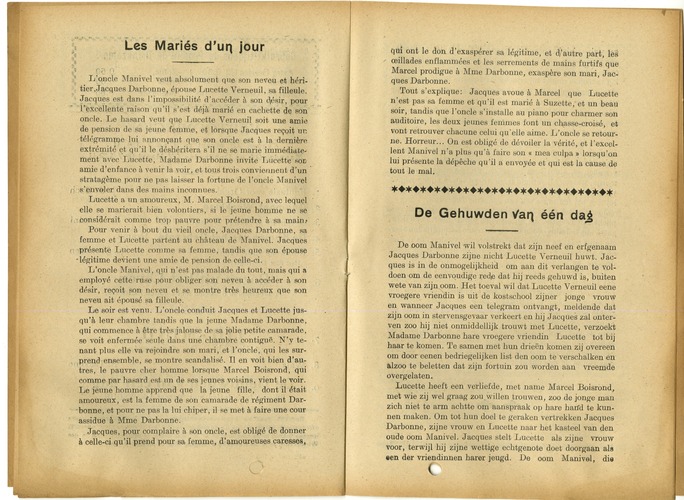 Les Mariés d'un jour
L'oncle Manivel veut absolument que son neveu et héri-
tier Jacques Darbonne, épouse Lucette Verneuil, sa filleule.
Jacques est dans l'impossibilité d'accéder à son désir, pour
l'excellente raison qu'il s'est déjà marié en cachette de son
oncle. Le hasard veut que Lucette Verneuil soit une amie
de pension de sa jeune femme, et lorsque Jacques reçoit un
télégramme lui annonçant que son oncle est à la dernière
extrémité et qu'il le déshéritera s'il ne se marie immédiate-
ment avec Lucette, Madame Darbonne invite Lucette son
amie d'enfance à venir la voir, et tous trois conviennent d'un
stratagème pour ne pas laisser la fortune de l'oncle Manivel
s'envoler dans des mains inconnues.
Lucette a un amoureux, M. Marcel Boisrond, avec lequel
elle se marierait bien volontiers, si le jeune homme ne se
considérait comme trop pauvre pour prétendre à sa main.
Pour venir à bout du vieil oncle, Jacques Darbonne, sa
femme et Lucette partent au château de Manivel. Jacques
présente Lucette comme sa femme, tandis que son épouse
légitime devient une amie de pension de celle-ci.
L'oncle Manivel, qui n'est pas malade du tout, mais qui a
employé cette ruse pour obliger son neveu à accéder à son
désir, reçoit son neveu et se montre très heureux que son
neveu ait épousé sa filleule.
Le soir est venu. L'oncle conduit Jacques et Lucette jus-
qu'à leur chambre tandis que la jeune Madame Darbonne,
qui commence à être très jalouse de sa jolie petite camarade,
se voit enfermée seule dans une chambre contiguë. N'y te-
nant plus elle va rejoindre son mari, et l'oncle, qui les sur-
prend ensemble, se montre scandalisé. Il en voit bien d'au-
tres, le pauvre cher homme lorsque Marcel Boisrond, qui
comme par hasard est un de ses jeunes voisins, vient le voir.
Le jeune homme apprend que la jeune fille, dont il était
amoureux, est la femme de son camarade de régiment Dar-
bonne, et pour ne pas la lui chiper, il se met à faire une cour
assidue à Mme Darbonne.
Jacques, pour complaire à son oncle, est obligé de donner
à celle-ci qu'il prend pour sa femme, d'amoureuses caresses,
qui ont le don d'exaspérer sa légitime, et d'autre part, les
œillades enflammées et les serrements de mains furtifs que
Marcel prodigue à Mme Darbonne, exaspère son mari, Jac-
ques Darbonne.
Tout s'explique: Jacques avoue à Marcel que Lucette
n'est pas sa femme et qu'il est marié à Suzette, et un beau
soir, tandis que l'oncle s'installe au piano pour charmer son
auditoire, les deux jeunes femmes font un chasse-croisé, et
vont retrouver chacune celui qu'elle aime. L'oncle se retour-
ne. Horreur... On est obligé de dévoiler la vérité, et l'excel-
lent Manivel n'a plus qu'à faire son « mea culpa » lorsqu'on
lui présente la dépêche qu'il a envoyée et qui est la cause de
tout le mal.
De Gehuwden van één dag
De oom Manivel wil volstrekt dat zijn neef en erfgenaam
Jacques Darbonne zijne nicht Lucette Verneuil huwt. Jac-
ques is in de onmogelijkheid om aan dit verlangen te vol-
doen om de eenvoudige rede dat hij reeds gehuwd is, buiten
wete van zijn oom. Het toeval wil dat Lucette Verneuil eene
vroegere vriendin is uit de kostschool zijner jonge vrouw
en wanneer Jacques een telegram ontvangt, meldende dat
zijn oom in stervensgevaar verkeert en hij Jacques zal onter-
ven zoo hij niet onmiddellijk trouwt met Lucette, verzoekt
Madame Darbonne hare vroegere vriendin Lucette tot bij
haar te komen. Te samen met hun drieën komen zij overeen
om door eenen bedriegelijken list den oom te verschalken en
alzoo te beletten dat zijn fortuin zou worden aan vreemde
overgelaten.
Lucette heeft een verliefde, met name Marcel Boisrond,
met wie zij wel graag zou willen trouwen, zoo de jonge man
zich niet te arm achtte om aanspraak op hare hand te kun-
nen maken. Om tot hun doel te geraken vertrekken Jacques
Darbonne, zijne vrouw en Lucette naar het kasteel van den
oude oom Manivel. Jacques stelt Lucette als zijne vrouw
voor, terwijl hij zijne wettige echtgenote doet doorgaan als
een der vriendinnen harer jeugd. De oom Manivel, die